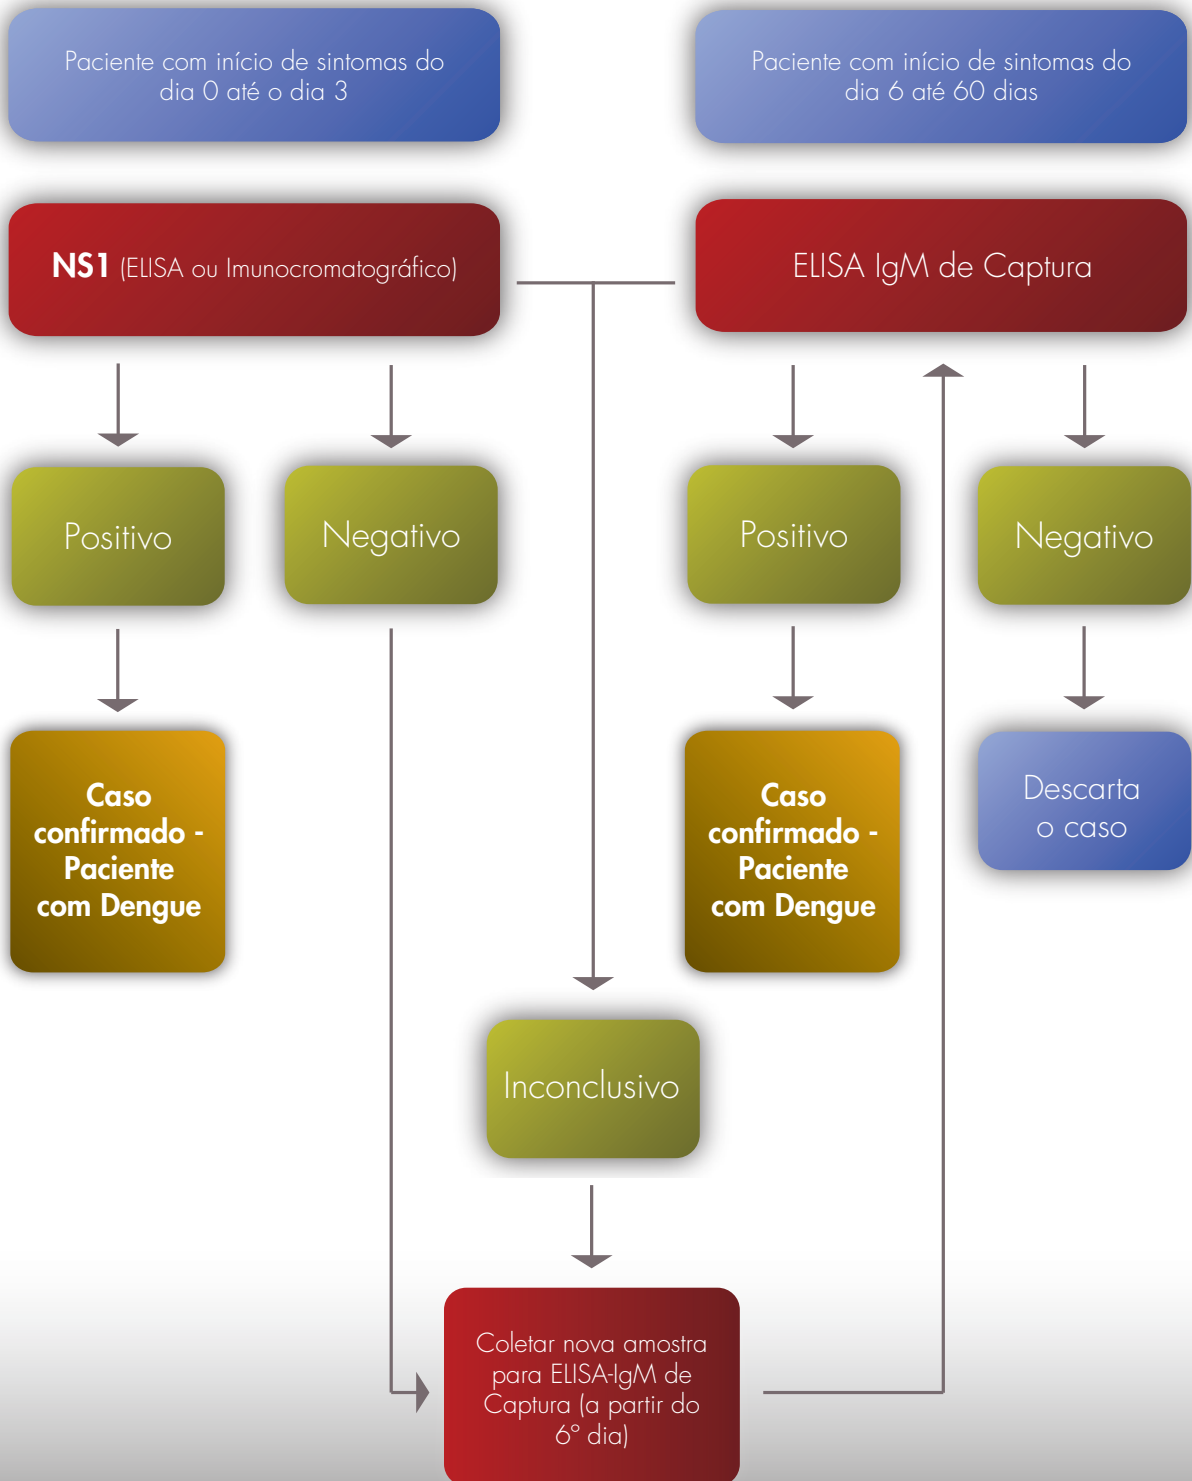 Paciente com início de sintomas do
dia 0 até o dia 3
Paciente com início de sintomas do
dia 6 até 60 dias
NS1 (ELISA ou Imunocromatográfico)
ELISA IgM de Captura
Positivo
Negativo
Positivo
Negativo
Caso
confirmado -
Paciente
com Dengue
Caso
confirmado -
Paciente
com Dengue
Descarta
o caso
Inconclusivo
Coletar nova amostra
para ELISA-IgM de
Captura (a partir do
6º dia)